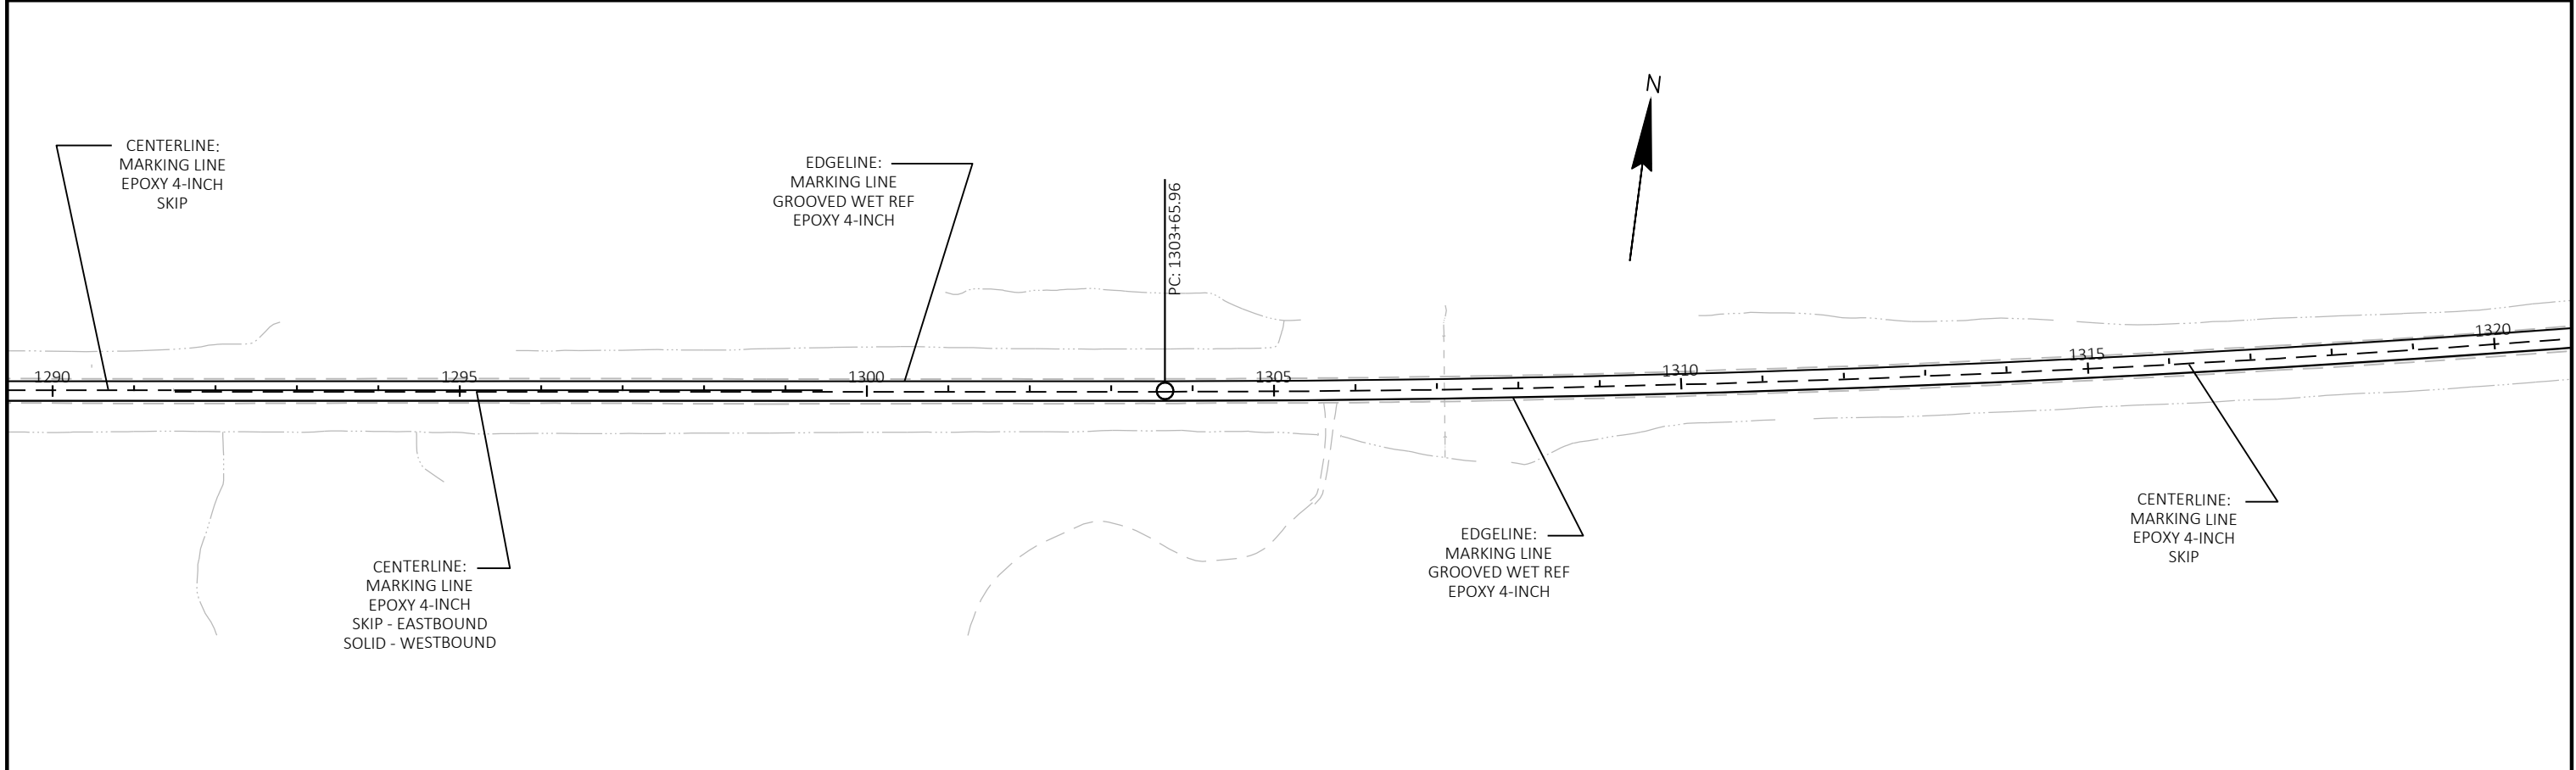 N
CENTERLINE:
MARKING LINE
EPOXY 4-INCH
SKIP
EDGELINE:
MARKING LINE
GROOVED WET REF
EPOXY 4-INCH
PC: 1303+65.96
1290
1295
1300
1305
1310
1315
1320
CENTERLINE:
MARKING LINE
EPOXY 4-INCH
SKIP - EASTBOUND
SOLID - WESTBOUND
EDGELINE:
MARKING LINE
GROOVED WET REF
EPOXY 4-INCH
CENTERLINE:
MARKING LINE
EPOXY 4-INCH
SKIP